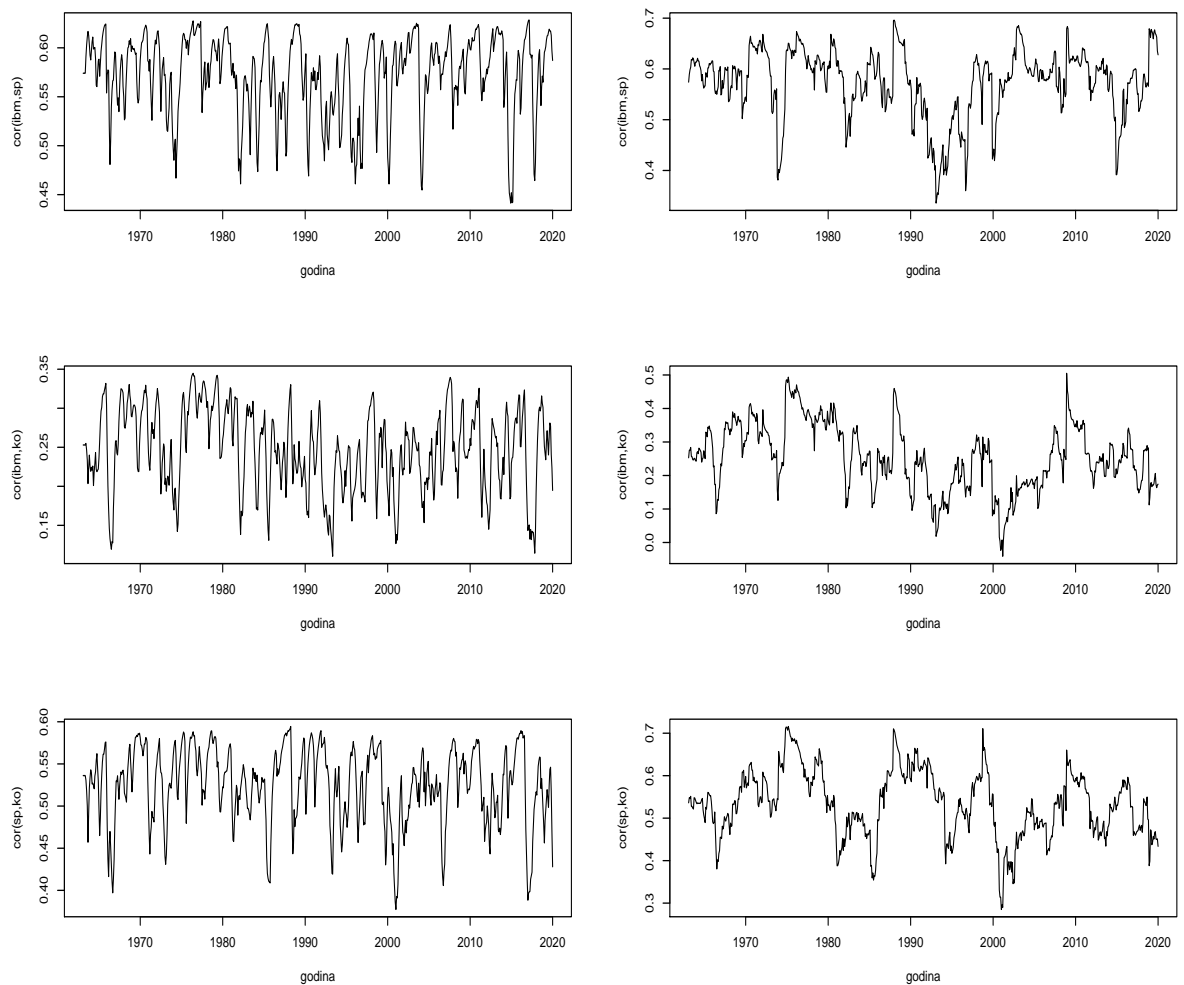 cor(ibm,sp)
0.45 0.50 0.55 0.60
1970 1980 1990 2000 2010 2020
godina
cor(ibm,sp)
0.4 0.5 0.6 0.7
1970 1980 1990 2000 2010 2020
godina
cor(ibm,ko)
0.15 0.25 0.35
1970 1980 1990 2000 2010 2020
godina
cor(ibm,ko)
0.0 0.1 0.2 0.3 0.4 0.5
1970 1980 1990 2000 2010 2020
godina
cor(sp,ko)
0.40 0.45 0.50 0.55 0.60
1970 1980 1990 2000 2010 2020
godina
cor(sp,ko)
0.3 0.4 0.5 0.6 0.7
1970 1980 1990 2000 2010 2020
godina